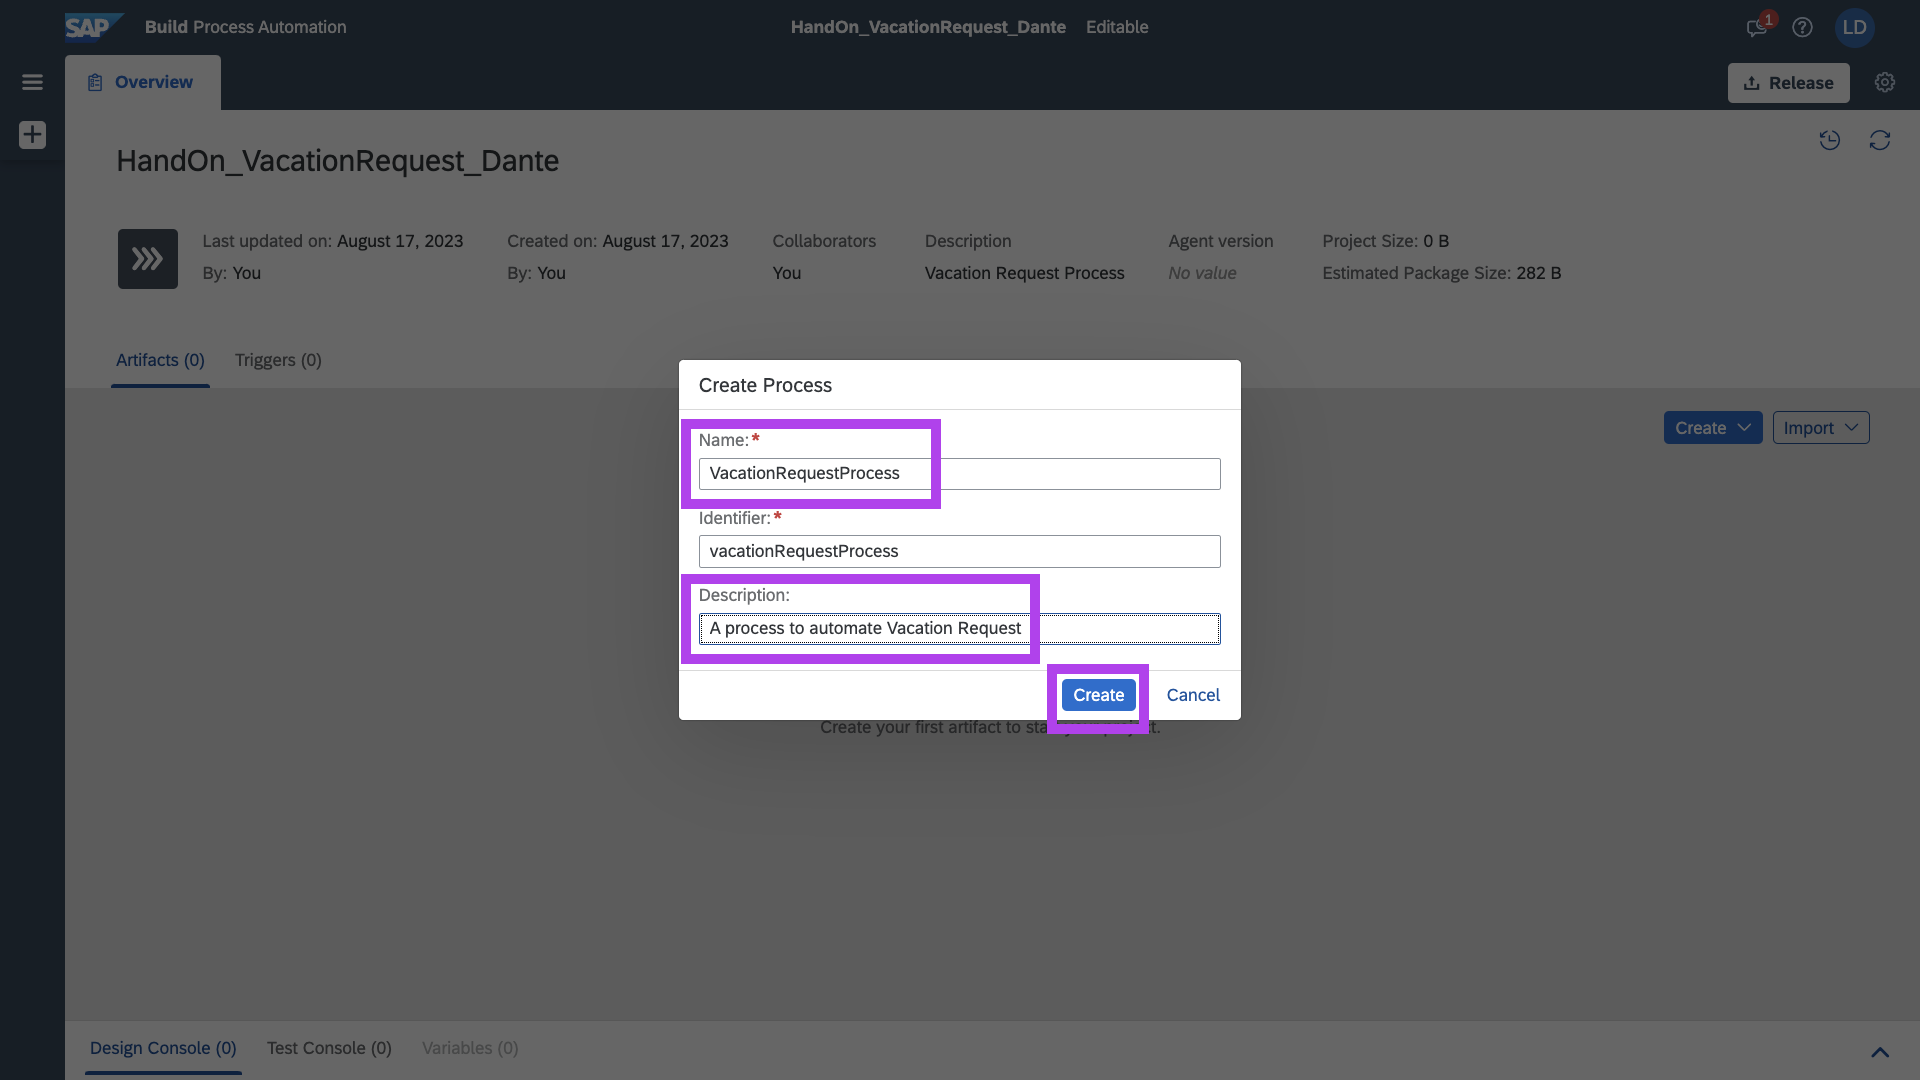 SAP Build Process Automation
HandOn_VacationRequest_Dante Editable
1
LD
Overview
Release
HandOn_VacationRequest_Dante
Last updated on: August 17, 2023
By: You
Created on: August 17, 2023
By: You
Collaborators
You
Description
Vacation Request Process
Agent version
No value
Project Size: 0 B
Estimated Package Size: 282 B
Artifacts (0) Triggers (0)
Create Import
Create Process
Name:*
VacationRequestProcess
Identifier:*
vacationRequestProcess
Description:
A process to automate Vacation Request
Create Cancel
Create your first artifact to
Design Console (0) Test Console (0) Variables (0)